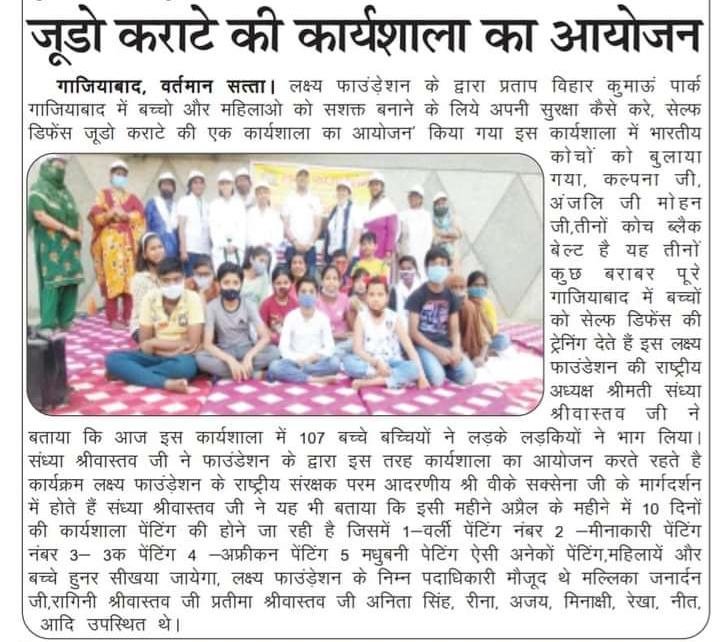 जूडो कराटे की कार्यशाला का आयोजन
गाजियाबाद, वर्तमान सत्ता। लक्ष्य फाउंडे़शन के द्वारा प्रताप विहार कुमाऊं पार्क
गाजियाबाद में बच्चो और महिलाओ को सशक्त बनाने के लिये अपनी सुरक्षा कैसे करे, सेल्फ
डिफेंस जूडो कराटे की एक कार्यशाला का आयोजन' किया गया इस कार्यशाला में भारतीय
कोचों को बुलाया
गया, कल्पना जी,
अंजलि जी मोहन
जी,तीनों कोच ब्लैक
बेल्ट है यह तीनों
कुछ बराबर पूरे
गाजियाबाद में बच्चों
को सेल्फ डिफेंस की
ट्रेनिंग देते हैं इस लक्ष्य
फाउंडेशन की राष्ट्रीय
अध्यक्ष श्रीमती संध्या
श्रीवास्तव जी ने
बताया कि आज इस कार्यशाला में 107 बच्चे बच्चियों ने लड़के लड़कियों ने भाग लिया।
संध्या श्रीवास्तव जी ने फाउंडेशन के द्वारा इस तरह कार्यशाला का आयोजन करते रहते है
कार्यक्रम लक्ष्य फाउंडे़शन के राष्ट्रीय संरक्षक परम आदरणीय श्री वीके सक्सेना जी के मार्गदर्शन
में होते हैं संध्या श्रीवास्तव जी ने यह भी बताया कि इसी महीने अप्रैल के महीने में 10 दिनों
की कार्यशाला पेंटिंग की होने जा रही है जिसमें 1–वर्ली पेंटिंग नंबर 2 –मीनाकारी पेंटिंग
नंबर 3– 3क पेंटिंग 4 –अफ्रीकन पेंटिंग 5 मधुबनी पेटिंग ऐसी अनेकों पेंटिंग,महिलायें और
बच्चे हुनर सीखया जायेगा, लक्ष्य फाउंडे़शन के निम्न पदाधिकारी मौजूद थे मल्लिका जनार्दन
जी,रागिनी श्रीवास्तव जी प्रतीमा श्रीवास्तव जी अनिता सिंह, रीना, अजय, मिनाक्षी, रेखा, नीत,
आदि उपस्थित थे।